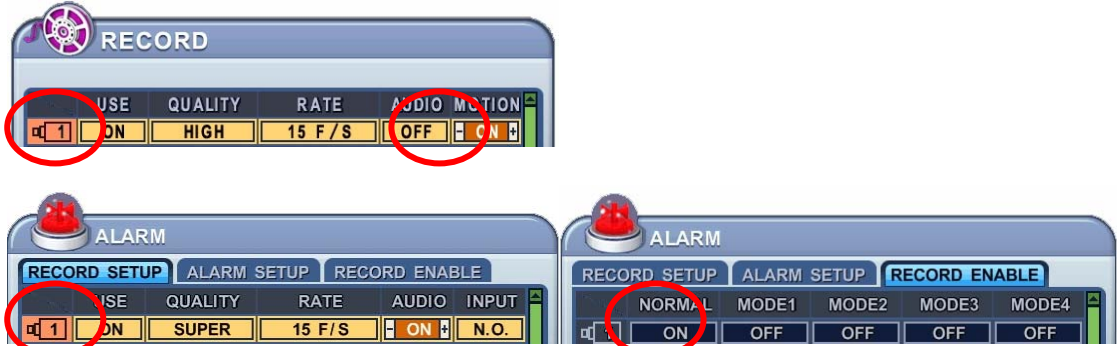 RECORD
USE QUALITY RATE AUDIO MOTION
1 ON HIGH 15 F/S OFF - ON +
ALARM
RECORD SETUP ALARM SETUP RECORD ENABLE
USE QUALITY RATE AUDIO INPUT
1 ON SUPER 15 F/S - ON + N.O.
ALARM
RECORD SETUP ALARM SETUP RECORD ENABLE
NORMAL MODE1 MODE2 MODE3 MODE4
1 ON OFF OFF OFF OFF